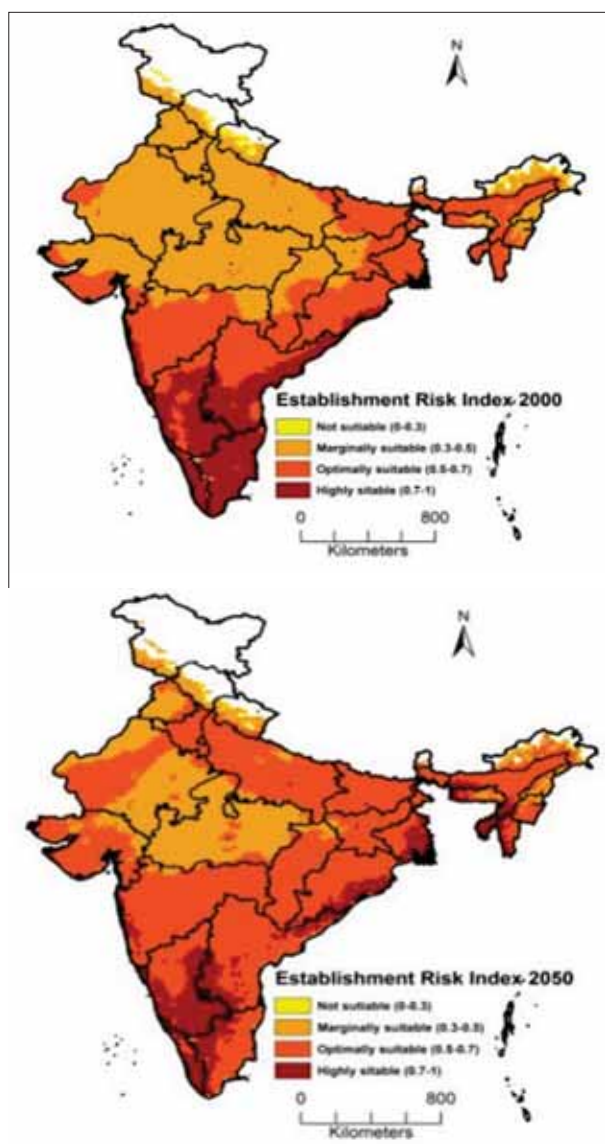 N
Establishment Risk Index 2000
Not sutiable (0-0.3)
Marginally suitable (0.3-0.5)
Optimally suitable (0.5-0.7)
Highly sitable (0.7-1)
0 800
Kilometers
N
Establishment Risk Index 2050
Not sutiable (0-0.3)
Marginally suitable (0.3-0.5)
Optimally suitable (0.5-0.7)
Highly sitable (0.7-1)
0 800
Kilometers